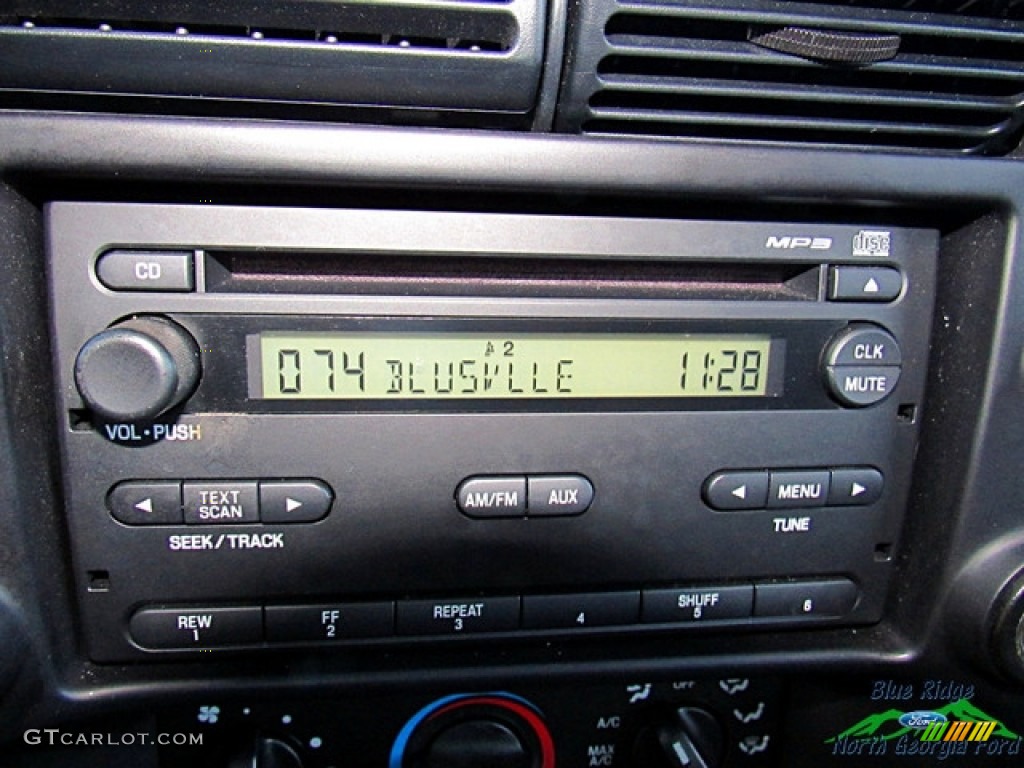 MP3 disc
CD
2
074 BLUSVLLE 11:28
CLK
MUTE
VOL•PUSH
TEXT SCAN
SEEK/TRACK
AM/FM AUX
MENU
TUNE
REW 1
FF 2
REPEAT 3
4
SHUFF 5
6
OFF
A/C
MAX A/C
GTCARLOT.COM
Blue Ridge
Ford
North Georgia Ford